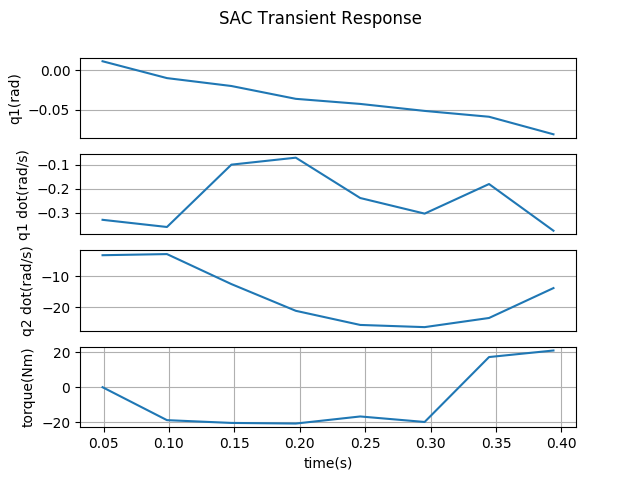 SAC Transient Response
q1(rad)
0.00
−0.05
q1 dot(rad/s)
−0.1
−0.2
−0.3
q2 dot(rad/s)
−10
−20
torque(Nm)
20
0
−20
0.05 0.10 0.15 0.20 0.25 0.30 0.35 0.40
time(s)